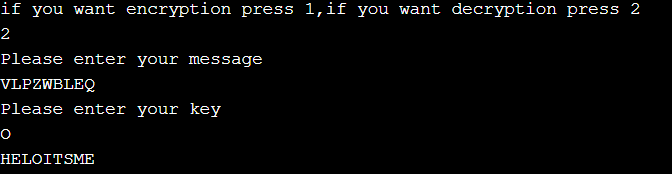 if you want encryption press 1,if you want decryption press 2
2
Please enter your message
VLPZWBLEQ
Please enter your key
O
HELOITSME